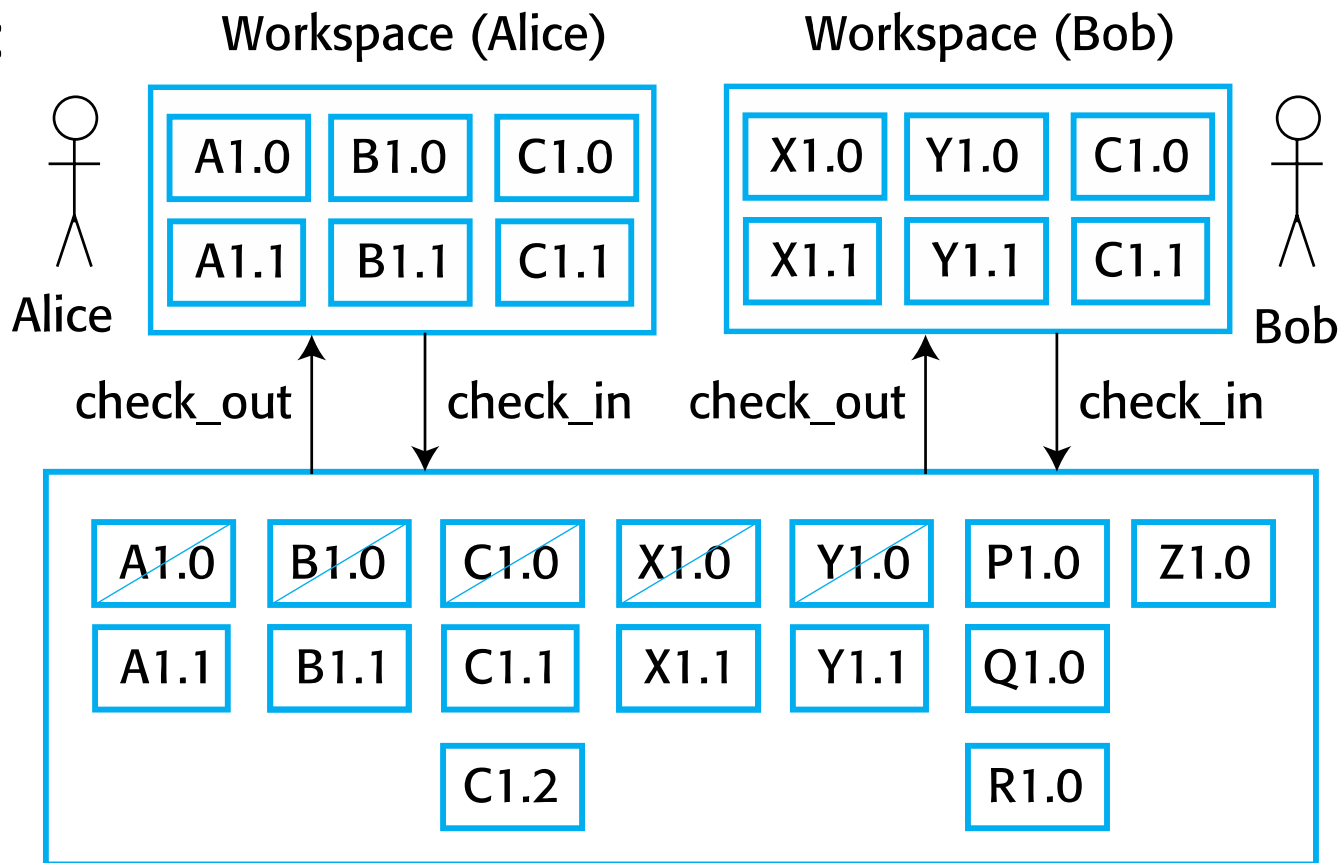 Workspace (Alice) Workspace (Bob)
A1.0 B1.0 C1.0 X1.0 Y1.0 C1.0
A1.1 B1.1 C1.1 X1.1 Y1.1 C1.1
Alice Bob
check_out check_in check_out check_in
A1.0 B1.0 C1.0 X1.0 Y1.0 P1.0 Z1.0
A1.1 B1.1 C1.1 X1.1 Y1.1 Q1.0
C1.2 R1.0